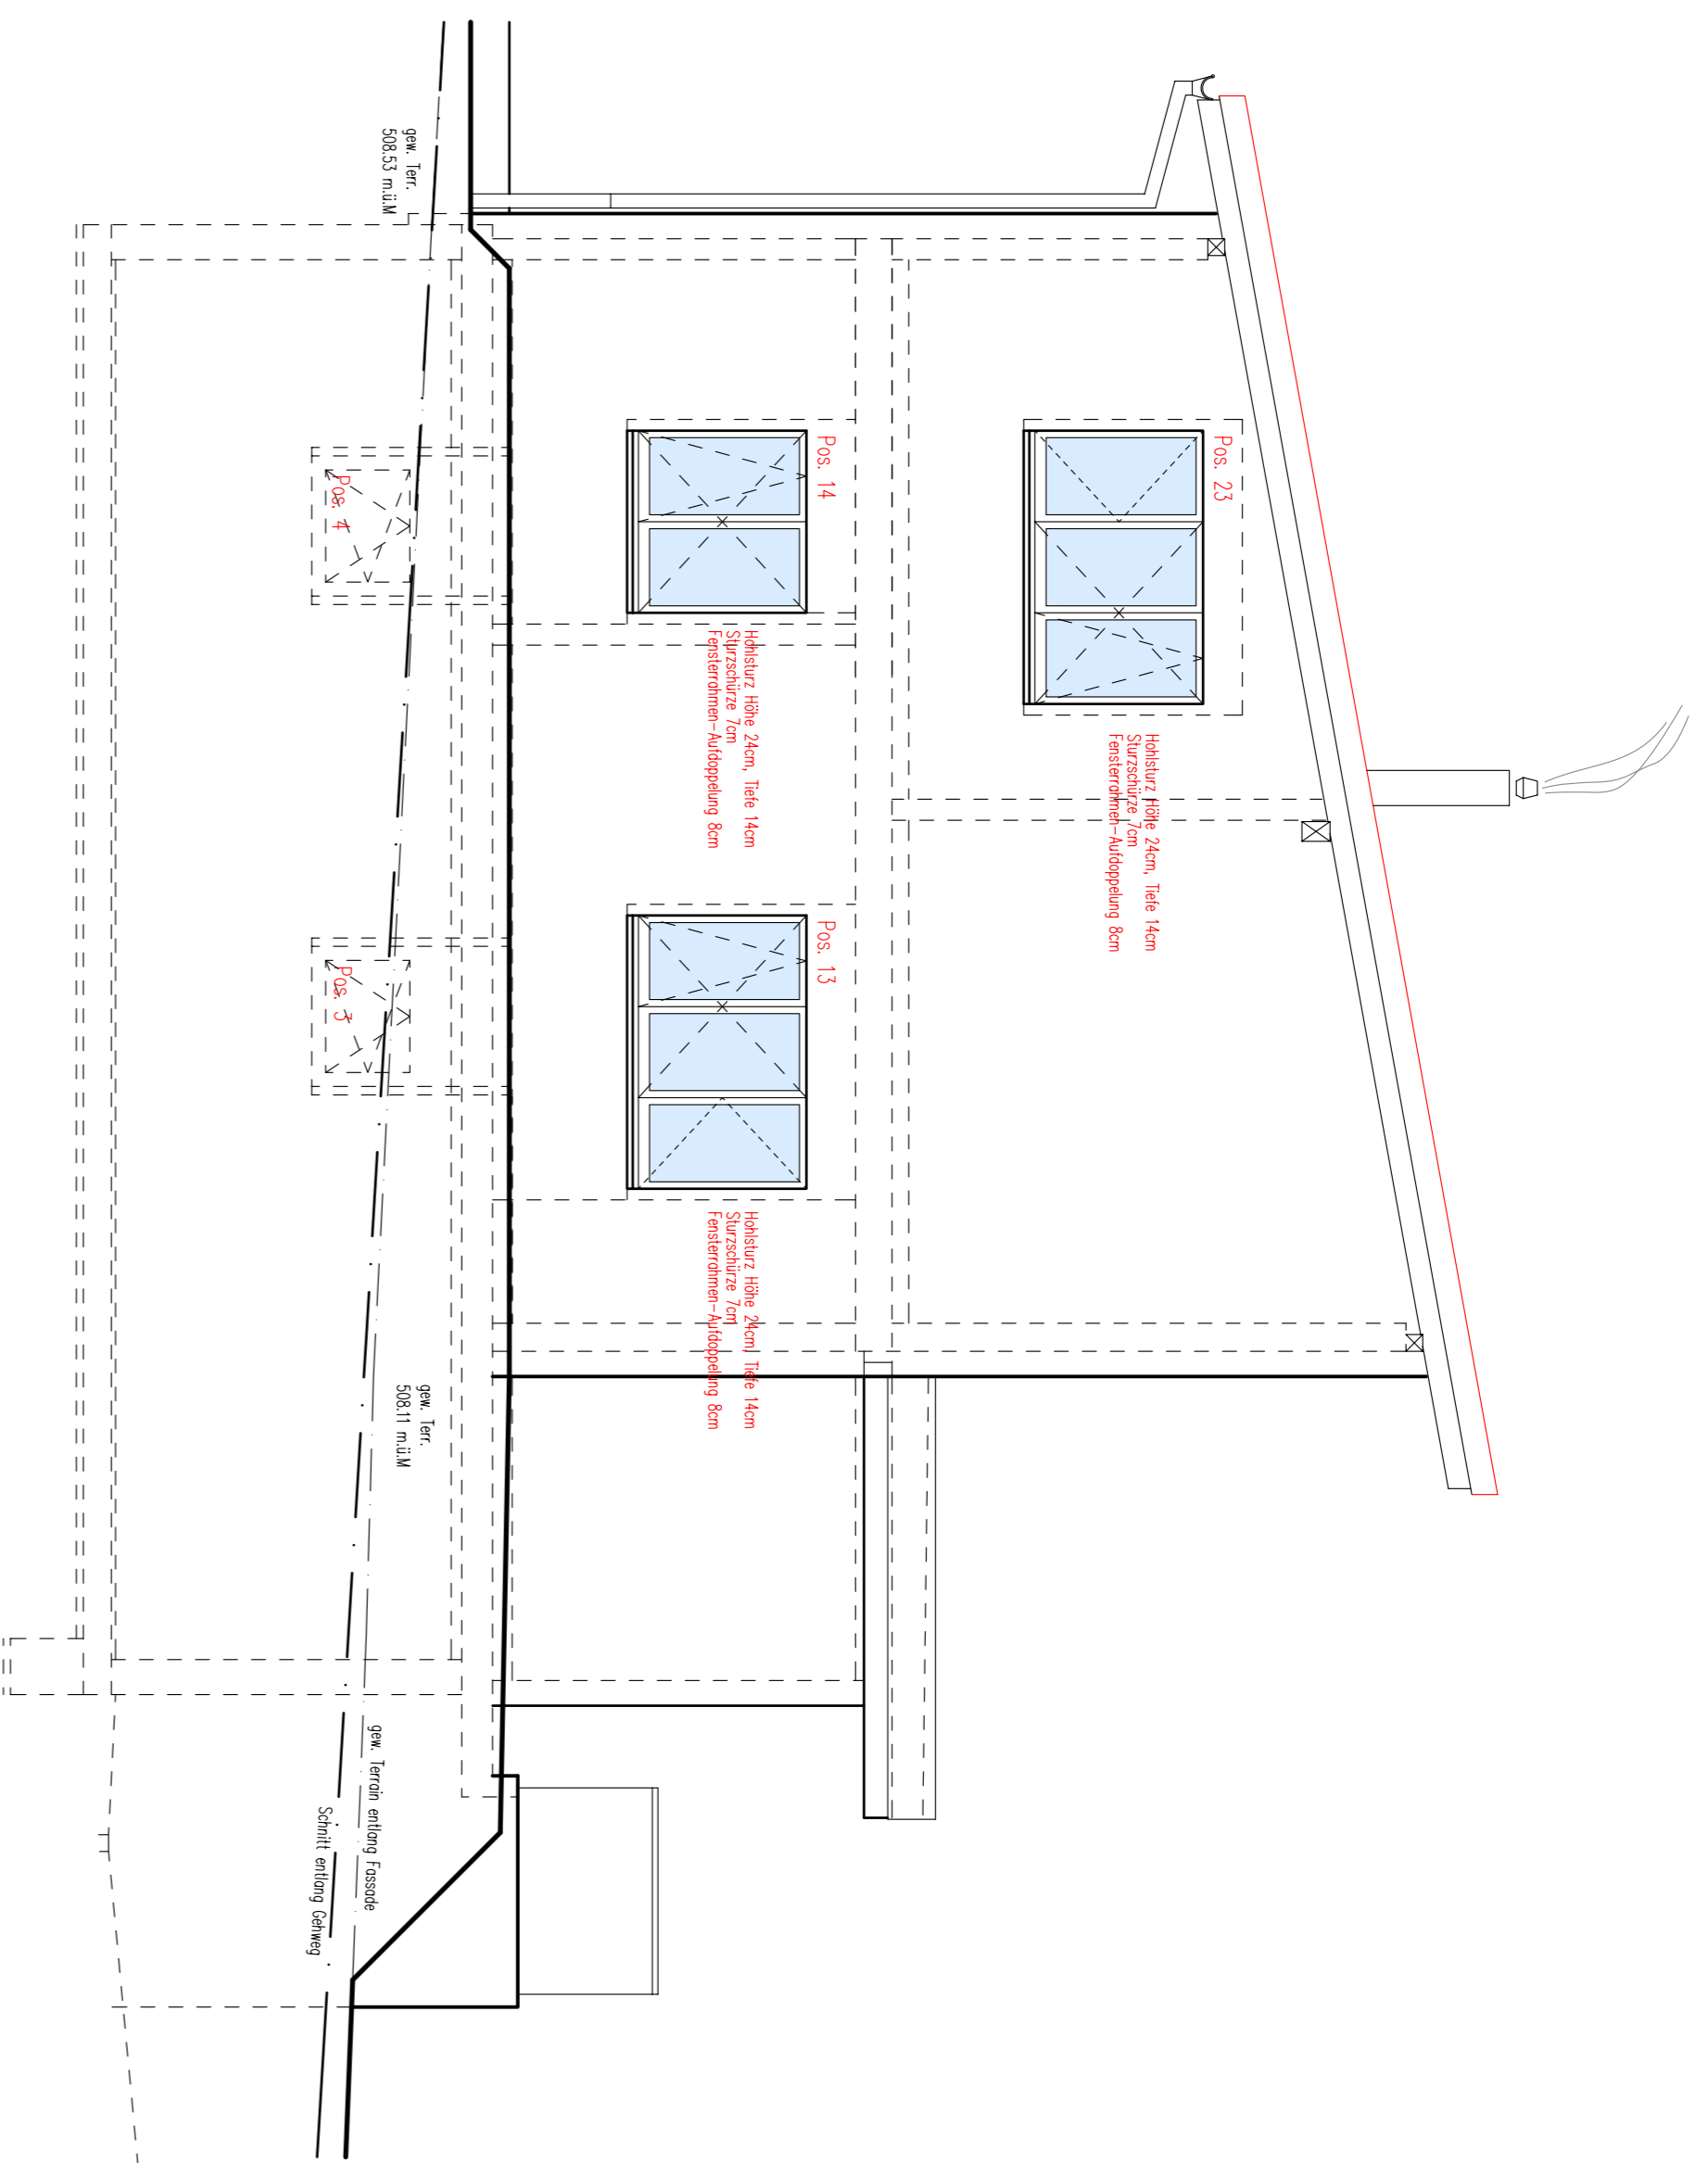 Pos. 23
Hohlsturz Höhe 24cm, Tiefe 14cm
Sturzschürze 7cm
Fensterrahmen-Aufdoppelung 8cm
Pos. 14
Hohlsturz Höhe 24cm, Tiefe 14cm
Sturzschürze 7cm
Fensterrahmen-Aufdoppelung 8cm
Pos. 13
Hohlsturz Höhe 24cm, Tiefe 14cm
Sturzschürze 7cm
Fensterrahmen-Aufdoppelung 8cm
gew. Terr.
508.53 m.ü.M
Pos. 4
Pos. 3
gew. Terr.
508.11 m.ü.M
gew. Terrain entlang Fassade
Schnitt entlang Gehweg